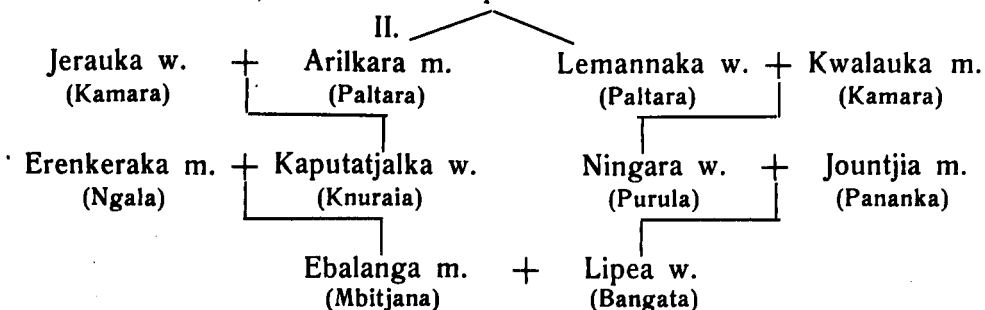 II.
Jerauka w. + Arilkara m. Lemannaka w. + Kwalauka m.
(Kamara) (Paltara) (Paltara) (Kamara)
Erenkeraka m. + Kaputatjalka w. Ningara w. + Jountjia m.
(Ngala) (Knuraia) (Purula) (Pananka)
Ebalanga m. + Lipea w.
(Mbitjana) (Bangata)